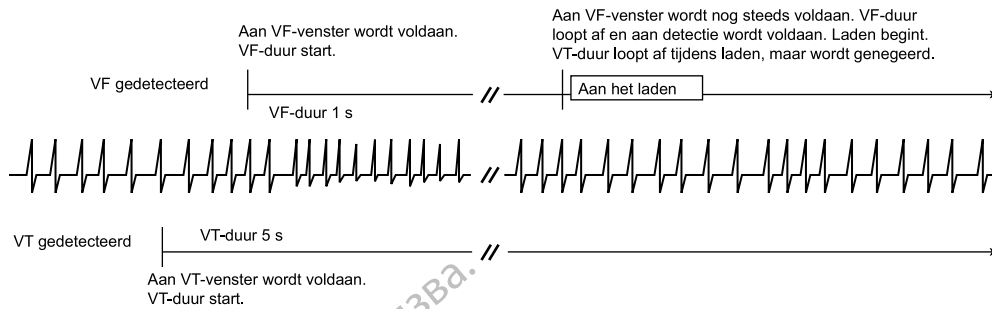 Aan VF-venster wordt voldaan.
VF-duur start.
Aan VF-venster wordt nog steeds voldaan. VF-duur
loopt af en aan detectie wordt voldaan. Laden begint.
VT-duur loopt af tijdens laden, maar wordt genegeerd.
VF gedetecteerd
Aan het laden
VF-duur 1 s
VT gedetecteerd
VT-duur 5 s
Aan VT-venster wordt voldaan.
VT-duur start.